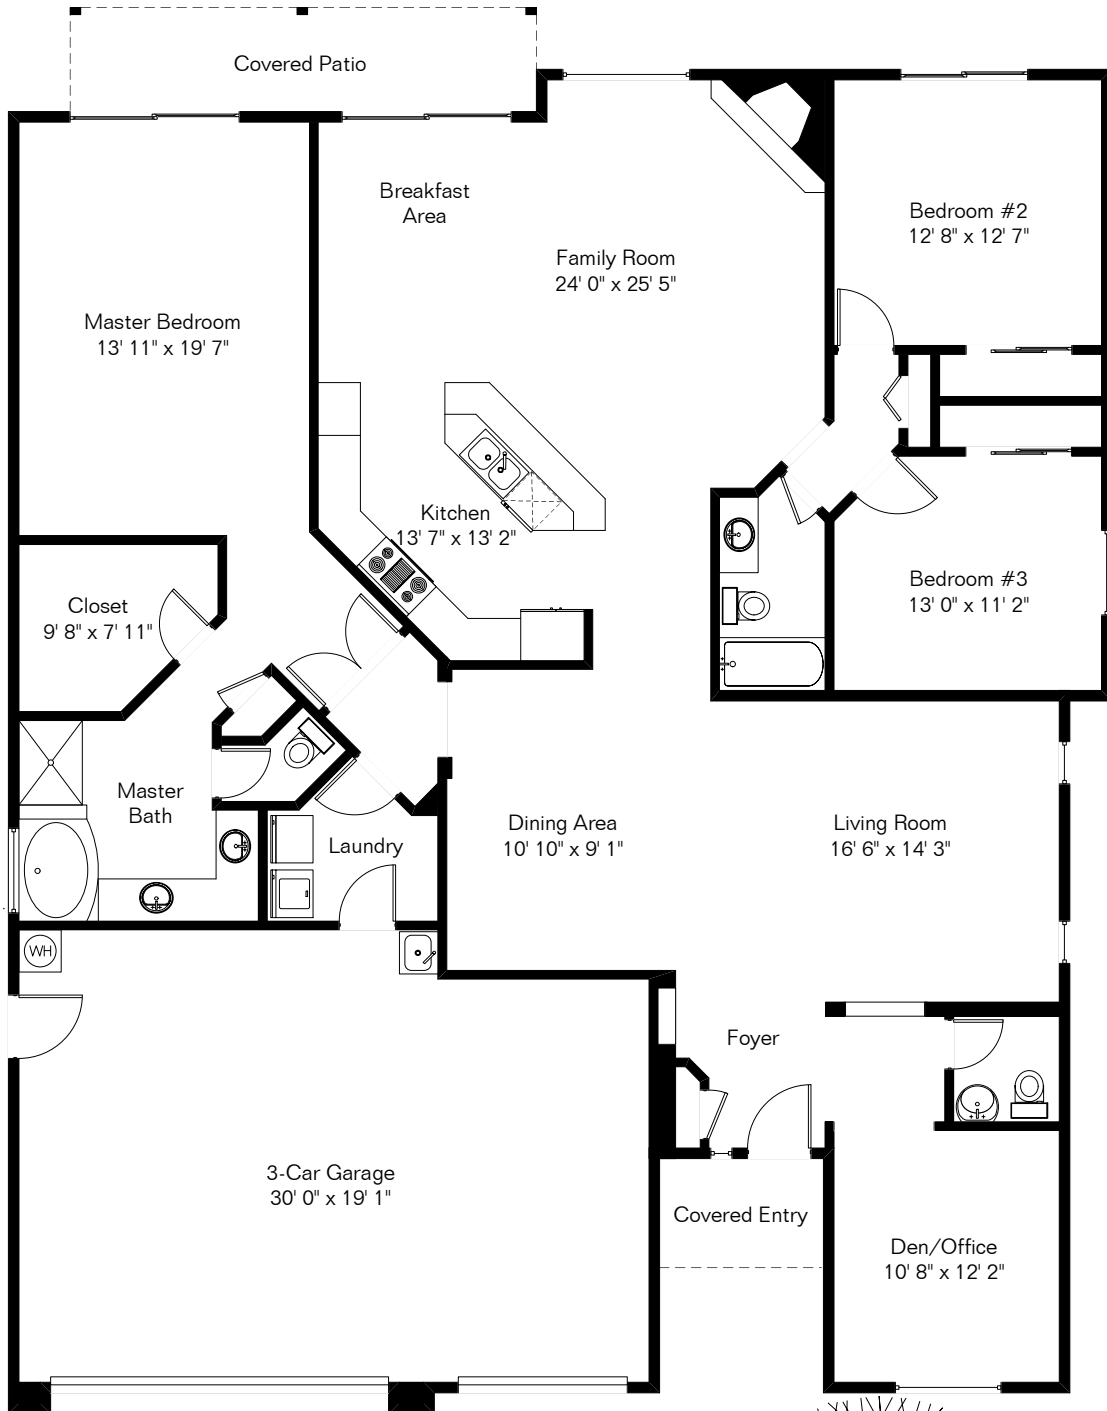 Covered Patio
Breakfast
Area
Bedroom #2
12' 8" x 12' 7"
Family Room
24' 0" x 25' 5"
Master Bedroom
13' 11" x 19' 7"
Kitchen
13' 7" x 13' 2"
Bedroom #3
13' 0" x 11' 2"
Closet
9' 8" x 7' 11"
Master
Bath
Laundry
Dining Area
10' 10" x 9' 1"
Living Room
16' 6" x 14' 3"
WH
Foyer
3-Car Garage
30' 0" x 19' 1"
Covered Entry
Den/Office
10' 8" x 12' 2"